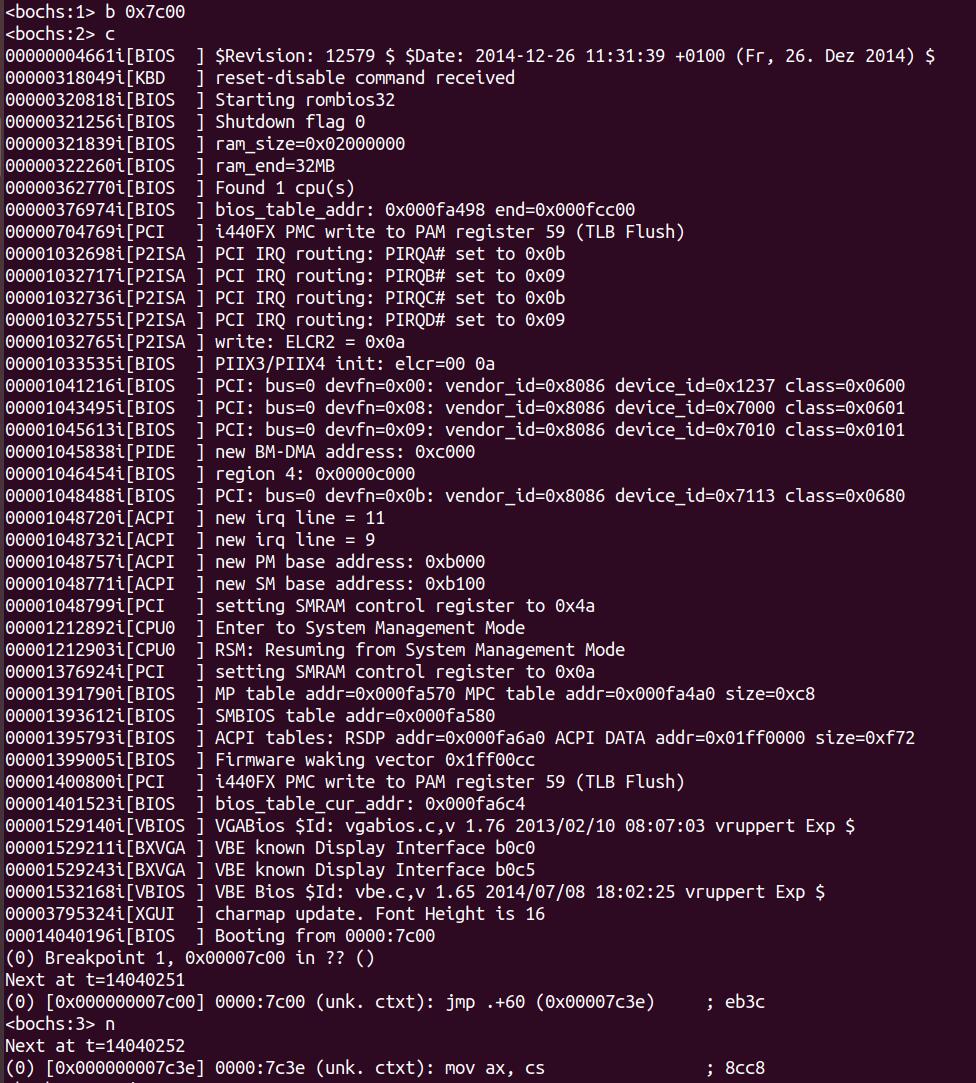 <bochs:1> b 0x7c00
<bochs:2> c
00000004661i[BIOS  ] $Revision: 12579 $ $Date: 2014-12-26 11:31:39 +0100 (Fr, 26. Dez 2014) $
00000318049i[KBD   ] reset-disable command received
00000320818i[BIOS  ] Starting rombios32
00000321256i[BIOS  ] Shutdown flag 0
00000321839i[BIOS  ] ram_size=0x02000000
00000322260i[BIOS  ] ram_end=32MB
00000362770i[BIOS  ] Found 1 cpu(s)
00000376974i[BIOS  ] bios_table_addr: 0x000fa498 end=0x000fcc00
00000704769i[PCI   ] i440FX PMC write to PAM register 59 (TLB Flush)
00001032698i[P2ISA ] PCI IRQ routing: PIRQA# set to 0x0b
00001032717i[P2ISA ] PCI IRQ routing: PIRQB# set to 0x09
00001032736i[P2ISA ] PCI IRQ routing: PIRQC# set to 0x0b
00001032755i[P2ISA ] PCI IRQ routing: PIRQD# set to 0x09
00001032765i[P2ISA ] write: ELCR2 = 0x0a
00001033535i[BIOS  ] PIIX3/PIIX4 init: elcr=00 0a
00001041216i[BIOS  ] PCI: bus=0 devfn=0x00: vendor_id=0x8086 device_id=0x1237 class=0x0600
00001043495i[BIOS  ] PCI: bus=0 devfn=0x08: vendor_id=0x8086 device_id=0x7000 class=0x0601
00001045613i[BIOS  ] PCI: bus=0 devfn=0x09: vendor_id=0x8086 device_id=0x7010 class=0x0101
00001045838i[PIDE  ] new BM-DMA address: 0xc000
00001046454i[BIOS  ] region 4: 0x0000c000
00001048488i[BIOS  ] PCI: bus=0 devfn=0x0b: vendor_id=0x8086 device_id=0x7113 class=0x0680
00001048720i[ACPI  ] new irq line = 11
00001048732i[ACPI  ] new irq line = 9
00001048757i[ACPI  ] new PM base address: 0xb000
00001048771i[ACPI  ] new SM base address: 0xb100
00001048799i[PCI   ] setting SMRAM control register to 0x4a
00001212892i[CPU0  ] Enter to System Management Mode
00001212903i[CPU0  ] RSM: Resuming from System Management Mode
00001376924i[PCI   ] setting SMRAM control register to 0x0a
00001391790i[BIOS  ] MP table addr=0x000fa570 MPC table addr=0x000fa4a0 size=0xc8
00001393612i[BIOS  ] SMBIOS table addr=0x000fa580
00001395793i[BIOS  ] ACPI tables: RSDP addr=0x000fa6a0 ACPI DATA addr=0x01ff0000 size=0xf72
00001399005i[BIOS  ] Firmware waking vector 0x1ff00cc
00001400800i[PCI   ] i440FX PMC write to PAM register 59 (TLB Flush)
00001401523i[BIOS  ] bios_table_cur_addr: 0x000fa6c4
00001529140i[VBIOS ] VGABios $Id: vgabios.c,v 1.76 2013/02/10 08:07:03 vruppert Exp $
00001529211i[BXVGA ] VBE known Display Interface b0c0
00001529243i[BXVGA ] VBE known Display Interface b0c5
00001532168i[VBIOS ] VBE Bios $Id: vbe.c,v 1.65 2014/07/08 18:02:25 vruppert Exp $
00003795324i[XGUI  ] charmap update. Font Height is 16
00014040196i[BIOS  ] Booting from 0000:7c00
(0) Breakpoint 1, 0x00007c00 in ?? ()
Next at t=14040251
(0) [0x000000007c00] 0000:7c00 (unk. ctxt): jmp .+60 (0x00007c3e)     ; eb3c
<bochs:3> n
Next at t=14040252
(0) [0x000000007c3e] 0000:7c3e (unk. ctxt): mov ax, cs                ; 8cc8